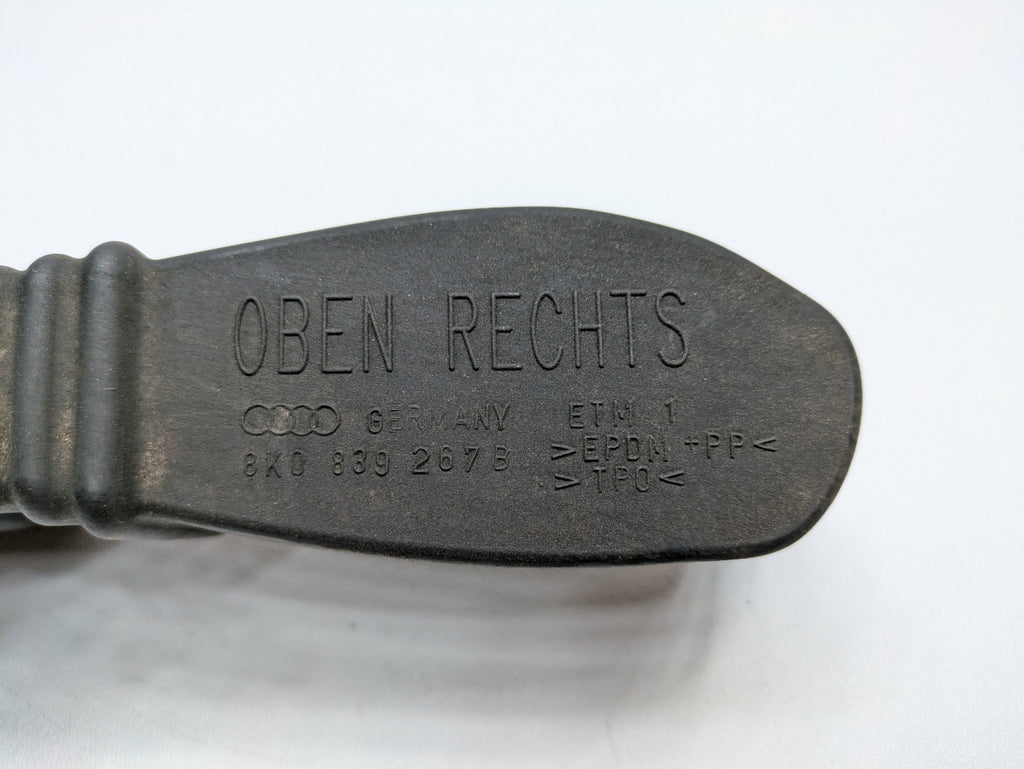 OBEN RECHTS
GERMANY ETM 1
8K0 839 267 B >EPDM+PP<
>TPO<